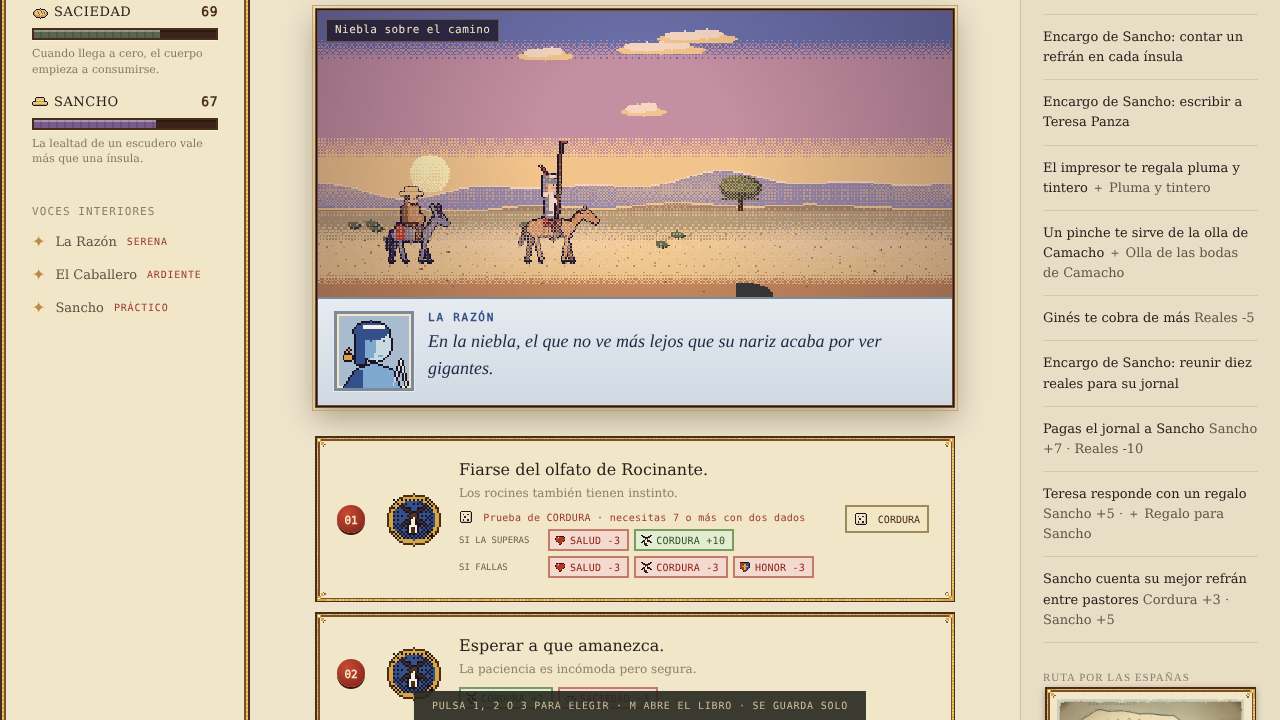 SACIEDAD 69
Cuando llega a cero, el cuerpo
empieza a consumirse.
SANCHO 67
La lealtad de un escudero vale
más que una ínsula.
VOCES INTERIORES
La Razón SERENA
El Caballero ARDIENTE
Sancho PRÁCTICO
Niebla sobre el camino
LA RAZÓN
En la niebla, el que no ve más lejos que su nariz acaba por ver
gigantes.
01
Fiarse del olfato de Rocinante.
Los rocines también tienen instinto.
Prueba de CORDURA · necesitas 7 o más con dos dados
CORDURA
SI LA SUPERAS SALUD -3 CORDURA +10
SI FALLAS SALUD -3 CORDURA -3 HONOR -3
02
Esperar a que amanezca.
La paciencia es incómoda pero segura.
PULSA 1, 2 O 3 PARA ELEGIR · M ABRE EL LIBRO · SE GUARDA SOLO
Encargo de Sancho: contar un
refrán en cada ínsula
Encargo de Sancho: escribir a
Teresa Panza
El impresor te regala pluma y
tintero + Pluma y tintero
Un pinche te sirve de la olla de
Camacho + Olla de las bodas
de Camacho
Ginés te cobra de más Reales -5
Encargo de Sancho: reunir diez
reales para su jornal
Pagas el jornal a Sancho Sancho
+7 · Reales -10
Teresa responde con un regalo
Sancho +5 · + Regalo para
Sancho
Sancho cuenta su mejor refrán
entre pastores Cordura +3 ·
Sancho +5
RUTA POR LAS ESPAÑAS